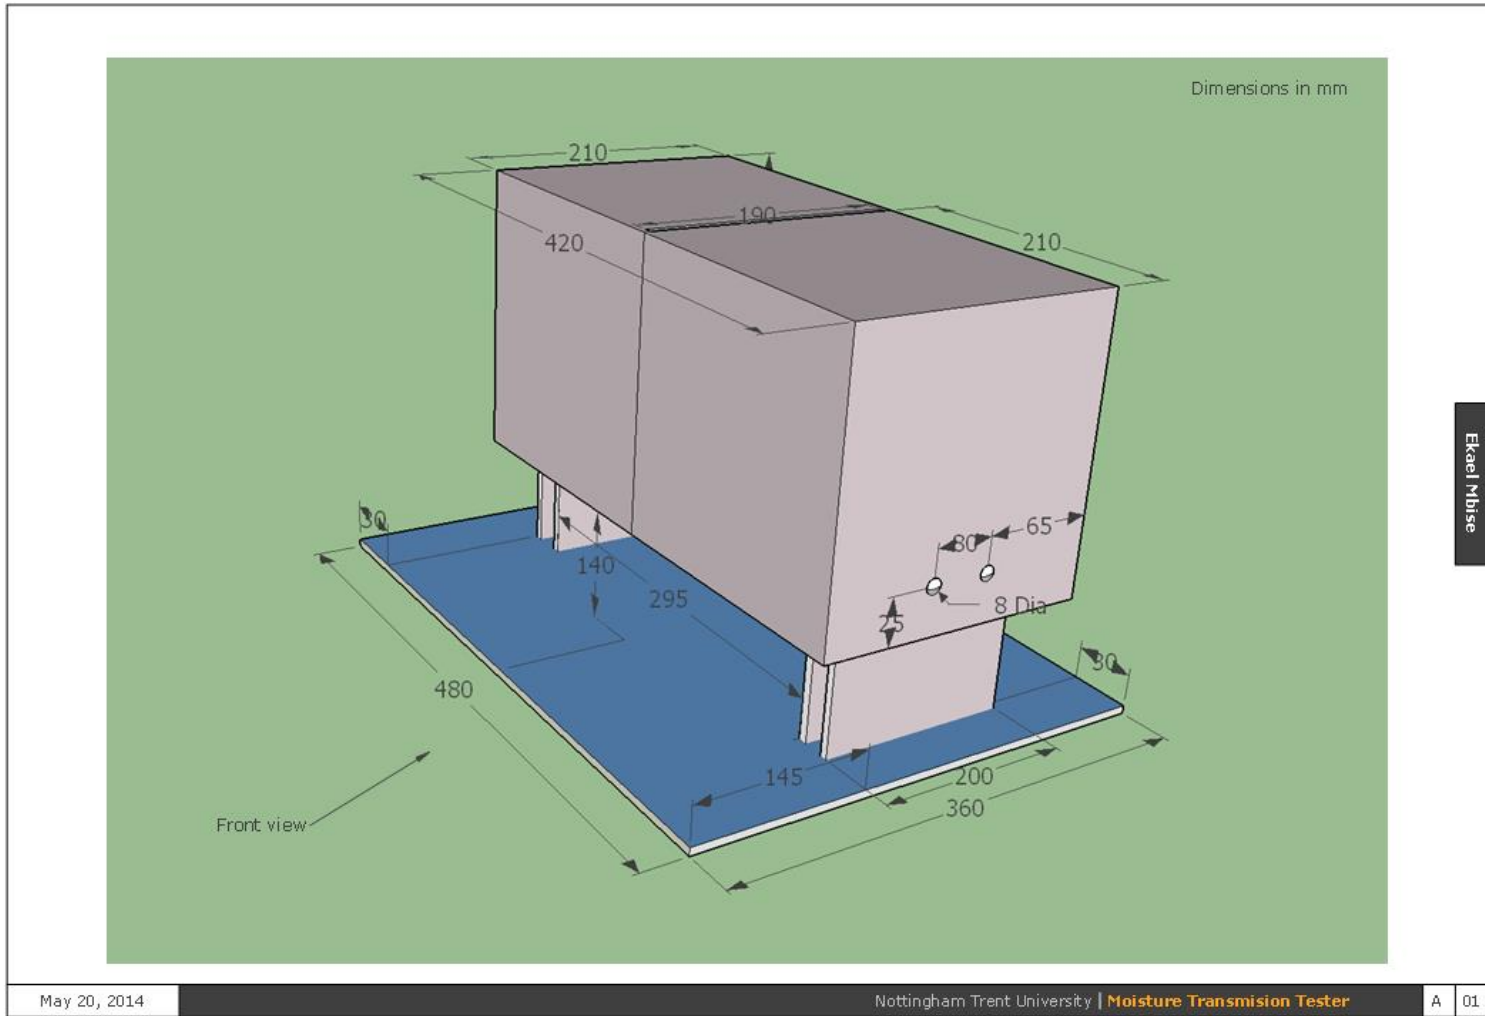 Dimensions in mm
210
190
420
210
30
80
65
140
8 Dia
295
25
30
480
145
200
360
Front view
Ekael Mbise
May 20, 2014
Nottingham Trent University | Moisture Transmision Tester
A
01